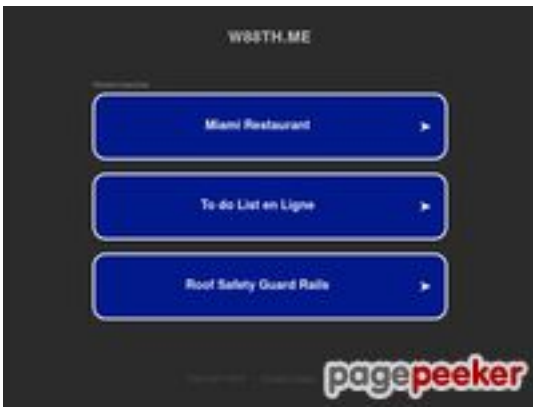 W88TH.ME
Miami Restaurant
To do List en Ligne
Roof Safety Guard Rails
pagepeeker